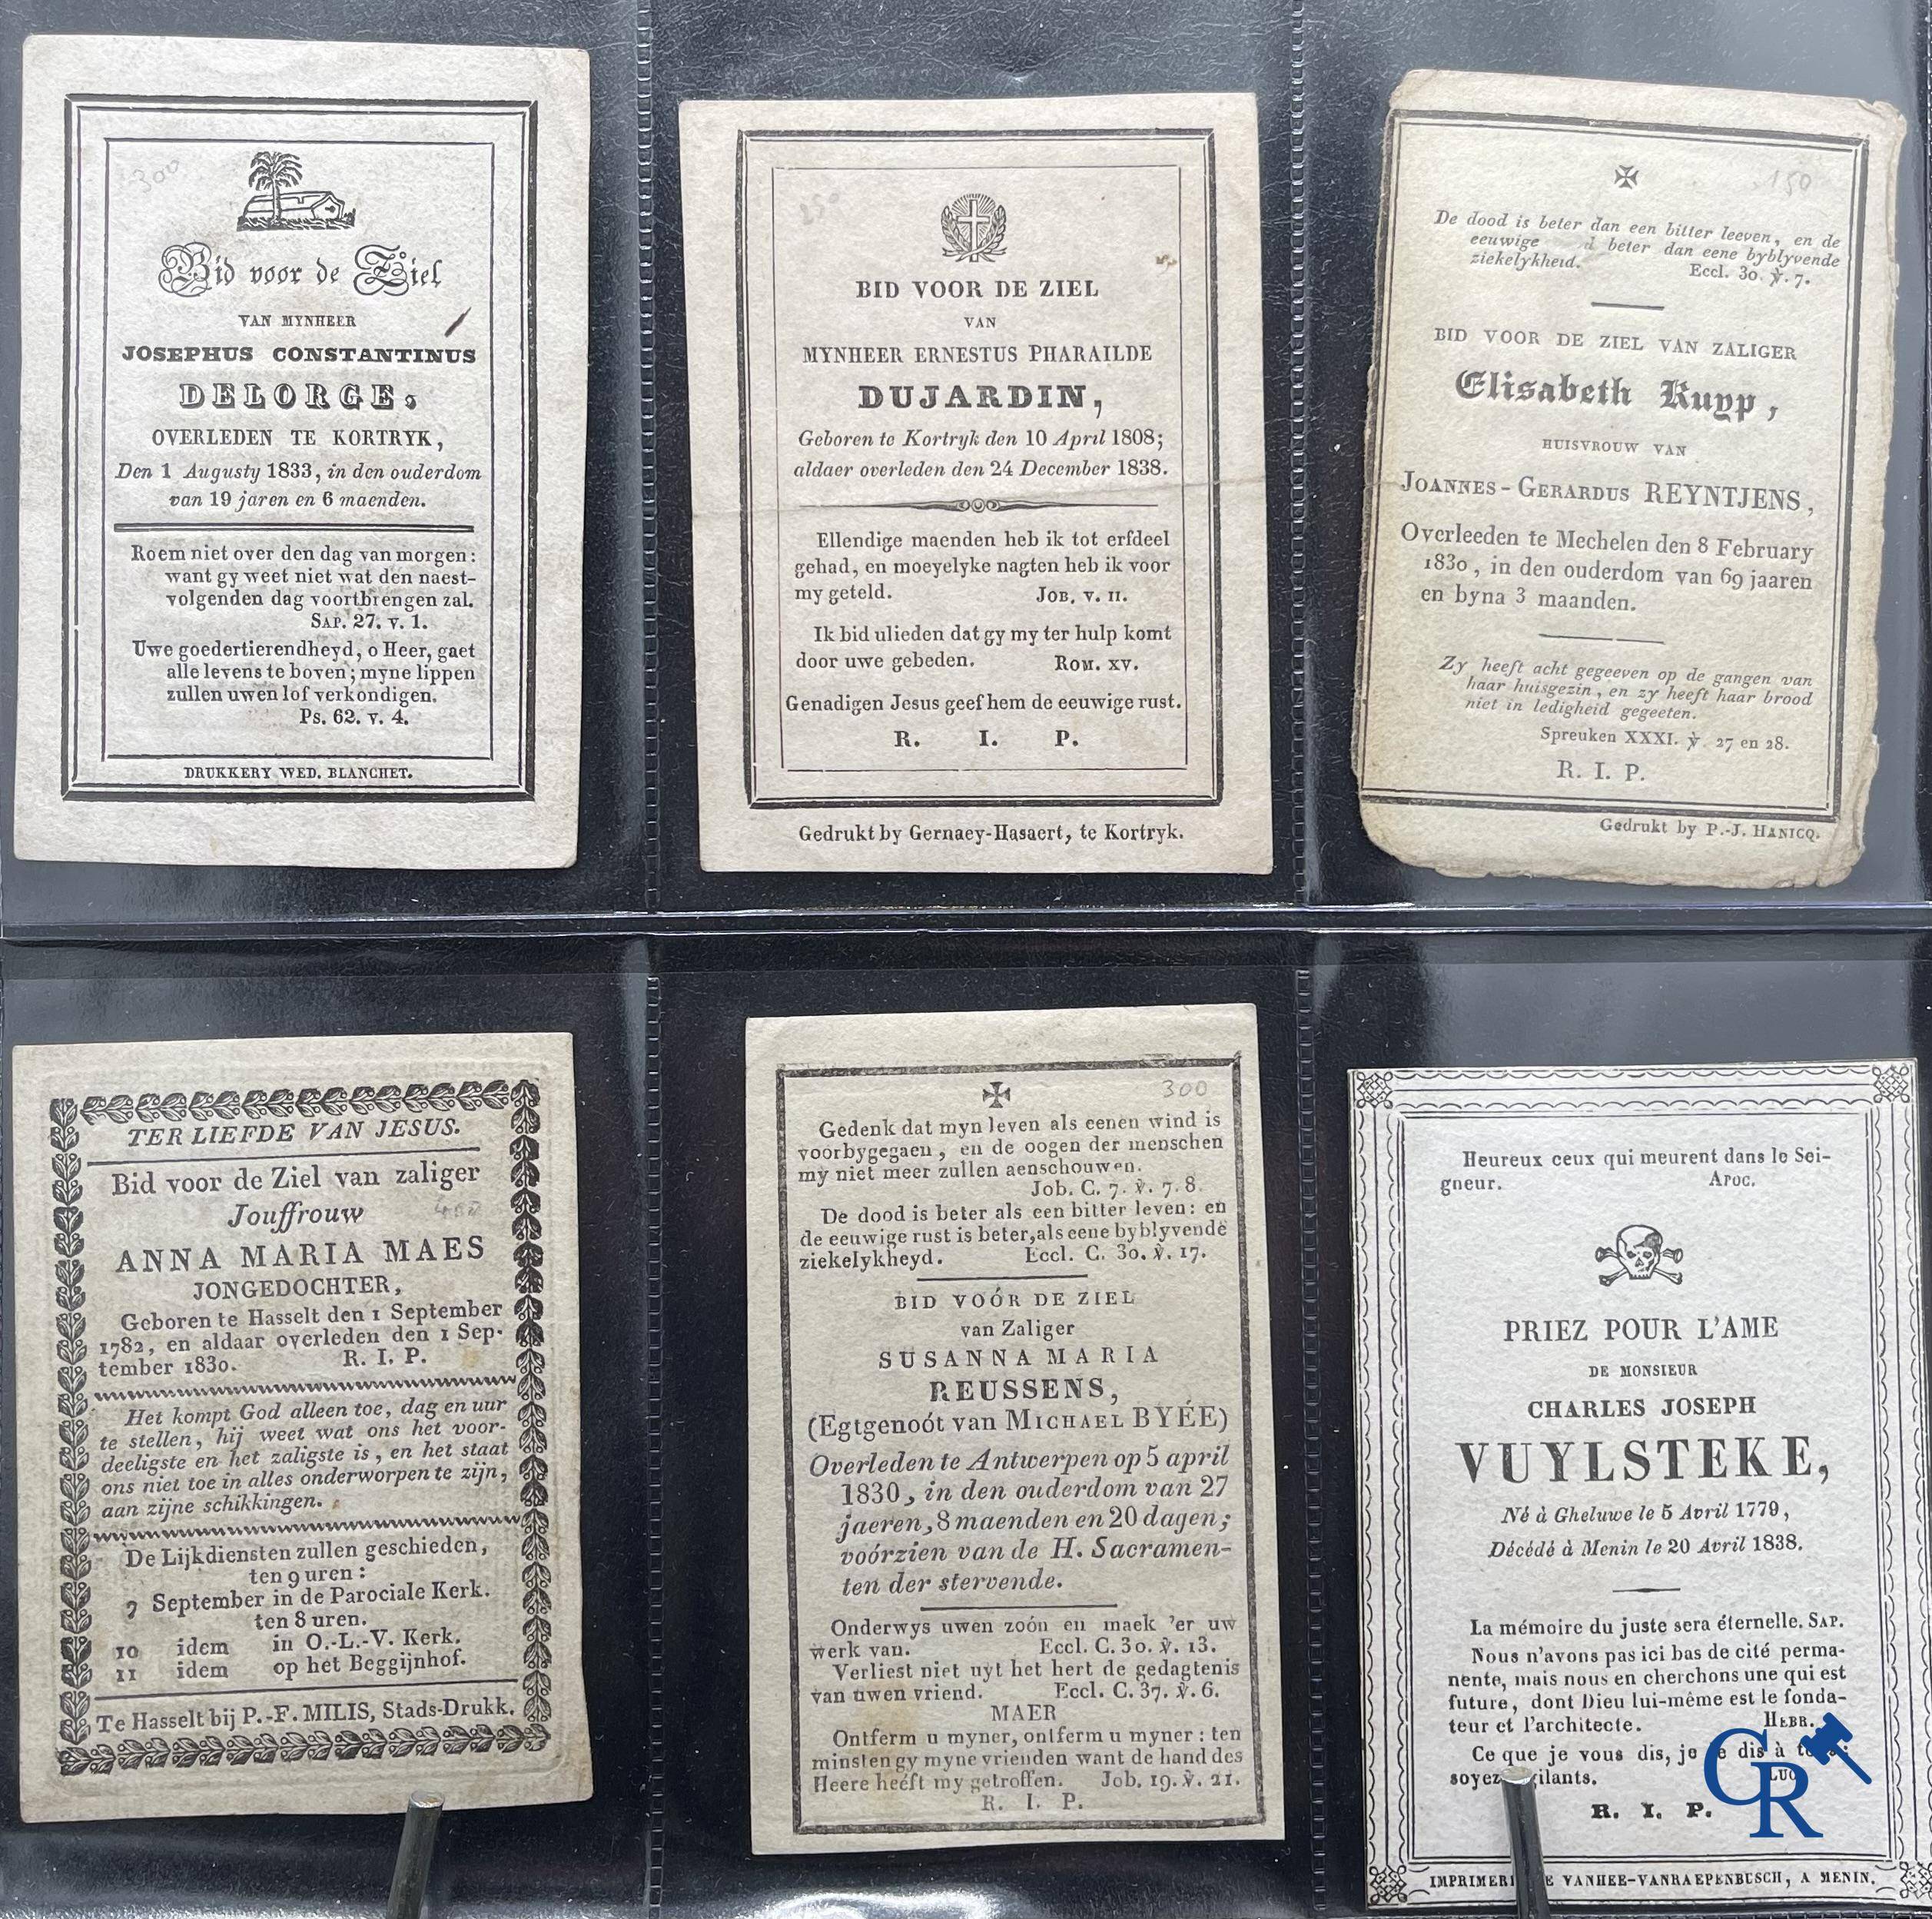 300
Bid voor de Ziel
VAN MYNHEER
JOSEPHUS CONSTANTINUS
DELORGE,
OVERLEDEN TE KORTRYK,
Den 1 Augusty 1833, in den ouderdom
van 19 jaren en 6 maenden.
Roem niet over den dag van morgen:
want gy weet niet wat den naest-
volgenden dag voortbrengen zal.
SAP. 27. v. 1.
Uwe goedertierendheyd, o Heer, gaet
alle levens te boven; myne lippen
zullen uwen lof verkondigen.
Ps. 62. v. 4.
DRUKKERY WED. BLANCHET.
250
BID VOOR DE ZIEL
VAN
MYNHEER ERNESTUS PHARAILDE
DUJARDIN,
Geboren te Kortryk den 10 April 1808;
aldaer overleden den 24 December 1838.
Ellendige maenden heb ik tot erfdeel
gehad, en moeyelyke nagten heb ik voor
my geteld. JOB. V. II.
Ik bid ulieden dat gy my ter hulp komt
door uwe gebeden. ROM. XV.
Genadigen Jesus geef hem de eeuwige rust.
R. I. P.
Gedrukt by Gernaey-Hasaert, te Kortryk.
150
De dood is beter dan een bitter leeven, en de
eeuwige d beter dan eene byblyvende
ziekelykheid. Eccl. 30. ℣. 7.
BID VOOR DE ZIEL VAN ZALIGER
Elisabeth Kuyp,
HUISVROUW VAN
JOANNES-GERARDUS REYNTJENS,
Overleeden te Mechelen den 8 February
1830, in den ouderdom van 69 jaaren
en byna 3 maanden.
Zy heeft acht gegeeven op de gangen van
haar huisgezin, en zy heeft haar brood
niet in ledigheid gegeeten.
Spreuken XXXI. ℣. 27 en 28.
R. I. P.
Gedrukt by P.-J. HANICQ.
TER LIEFDE VAN JESUS.
Bid voor de Ziel van zaliger
Jouffrouw
ANNA MARIA MAES
JONGEDOCHTER,
Geboren te Hasselt den 1 September
1782, en aldaar overleden den 1 Sep-
tember 1830. R. I. P.
Het kompt God alleen toe, dag en uur
te stellen, hij weet wat ons het voor-
deeligste en het zaligste is, en het staat
ons niet toe in alles onderworpen te zijn,
aan zijne schikkingen.
De Lijkdiensten zullen geschieden,
ten 9 uren:
9 September in de Parociale Kerk.
ten 8 uren.
10 idem in O.-L.-V. Kerk.
11 idem op het Beggijnhof.
Te Hasselt bij P.-F. MILIS, Stads-Drukk.
300
Gedenk dat myn leven als eenen wind is
voorbygegaen, en de oogen der menschen
my niet meer zullen aenschouwen.
Job. C. 7. ℣. 7. 8.
De dood is beter als een bitter leven: en
de eeuwige rust is beter, als eene byblyvende
ziekelykheyd. Eccl. C. 30. ℣. 17.
BID VOÓR DE ZIEL
van Zaliger
SUSANNA MARIA
REUSSENS,
(Egtgenoót van MICHAEL BYÉE)
Overleden te Antwerpen op 5 april
1830, in den ouderdom van 27
jaeren, 8 maenden en 20 dagen;
voórzien van de H. Sacramen-
ten der stervende.
Onderwys uwen zoón en maek 'er uw
werk van. Eccl. C. 30. ℣. 13.
Verliest niet uyt het hert de gedagtenis
van uwen vriend. Eccl. C. 37. ℣. 6.
MAER
Ontferm u myner, ontferm u myner: ten
minsten gy myne vrienden want de hand des
Heere heéft my getroffen. Job. 19. ℣. 21.
R. I. P.
Heureux ceux qui meurent dans le Sei-
gneur. APOC.
PRIEZ POUR L'AME
DE MONSIEUR
CHARLES JOSEPH
VUYLSTEKE,
Né à Gheluwe le 5 Avril 1779,
Décédé à Menin le 20 Avril 1838.
La mémoire du juste sera éternelle. SAP.
Nous n'avons pas ici bas de cité perma-
nente, mais nous en cherchons une qui est
future, dont Dieu lui-même est le fonda-
teur et l'architecte. HEBR.
Ce que je vous dis, je dis à
soyez ilants. LUC
R. I. P.
IMPRIMERI E VANHEE-VANRAEPENBUSCH, A MENIN.
CR